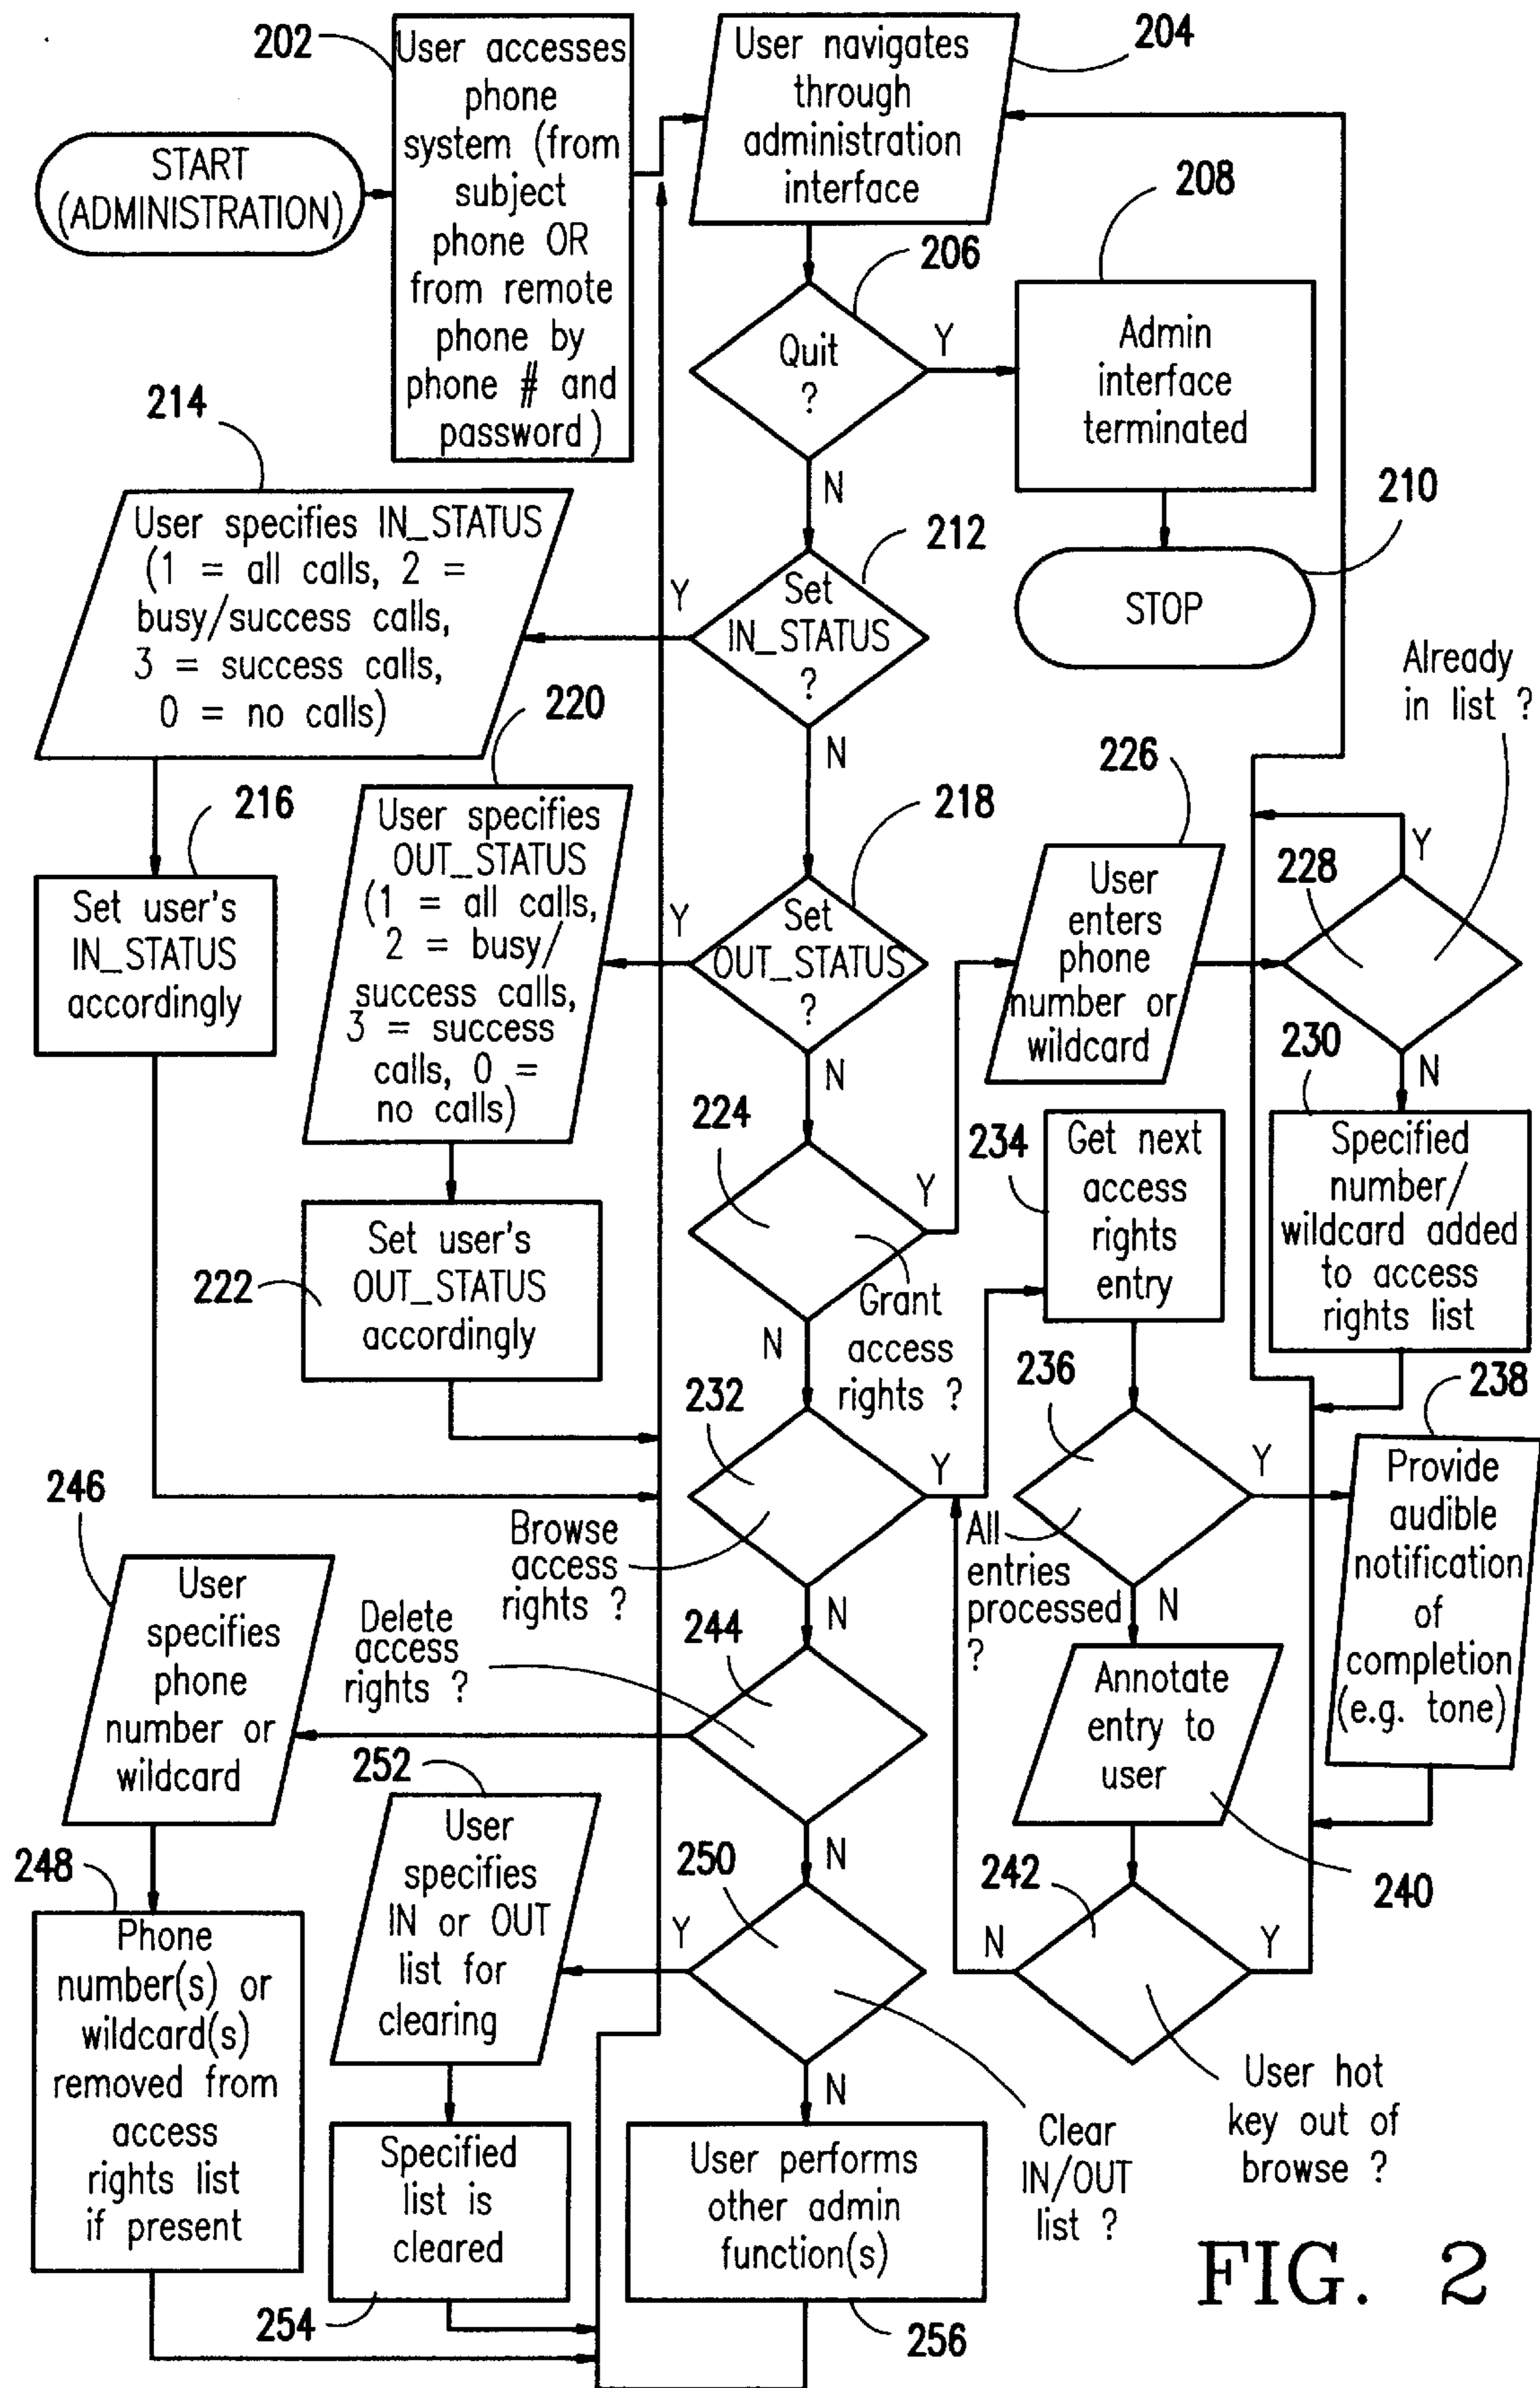 202
User accesses
phone
system (from
subject
phone OR
from remote
phone by
phone # and
password)
START
(ADMINISTRATION)
204
User navigates
through
administration
interface
206
Quit
?
Y
N
208
Admin
interface
terminated
210
STOP
212
Set
IN_STATUS
?
Y
N
214
User specifies IN_STATUS
(1 = all calls, 2 =
busy/success calls,
3 = success calls,
0 = no calls)
216
Set user's
IN_STATUS
accordingly
218
Set
OUT_STATUS
?
Y
N
220
User specifies
OUT_STATUS
(1 = all calls,
2 = busy/
success calls,
3 = success
calls, 0 =
no calls)
222
Set user's
OUT_STATUS
accordingly
224
Grant
access
rights ?
Y
N
226
User
enters
phone
number or
wildcard
Already
in list ?
228
Y
N
230
Specified
number/
wildcard added
to access
rights list
232
Browse
access
rights ?
Y
N
234
Get next
access
rights
entry
236
All
entries
processed
?
Y
N
238
Provide
audible
notification
of
completion
(e.g. tone)
Annotate
entry to
user
240
242
N
Y
User hot
key out of
browse ?
244
Delete
access
rights ?
N
246
User
specifies
phone
number or
wildcard
248
Phone
number(s) or
wildcard(s)
removed from
access
rights list
if present
250
Clear
IN/OUT
list ?
Y
N
252
User
specifies
IN or OUT
list for
clearing
Specified
list is
cleared
254
User performs
other admin
function(s)
256
FIG. 2